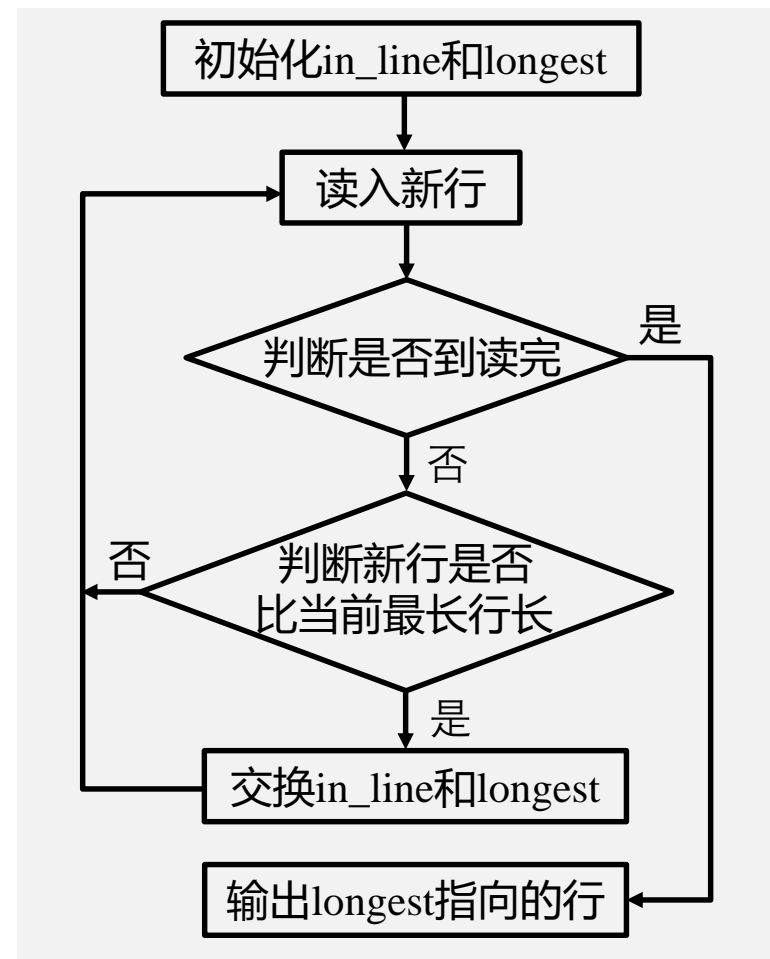 初始化in_line和longest
读入新行
判断是否到读完
是
否
判断新行是否
比当前最长行长
否
是
交换in_line和longest
输出longest指向的行